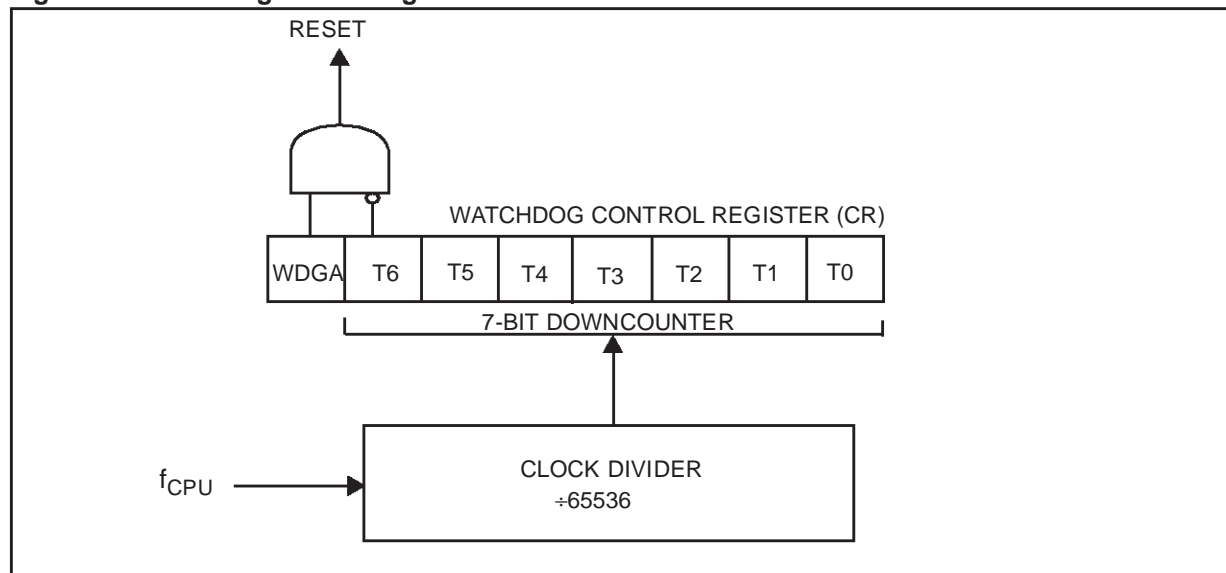 RESET
WATCHDOG CONTROL REGISTER (CR)
WDGA T6 T5 T4 T3 T2 T1 T0
7-BIT DOWNCOUNTER
fCPU
CLOCK DIVIDER
÷65536